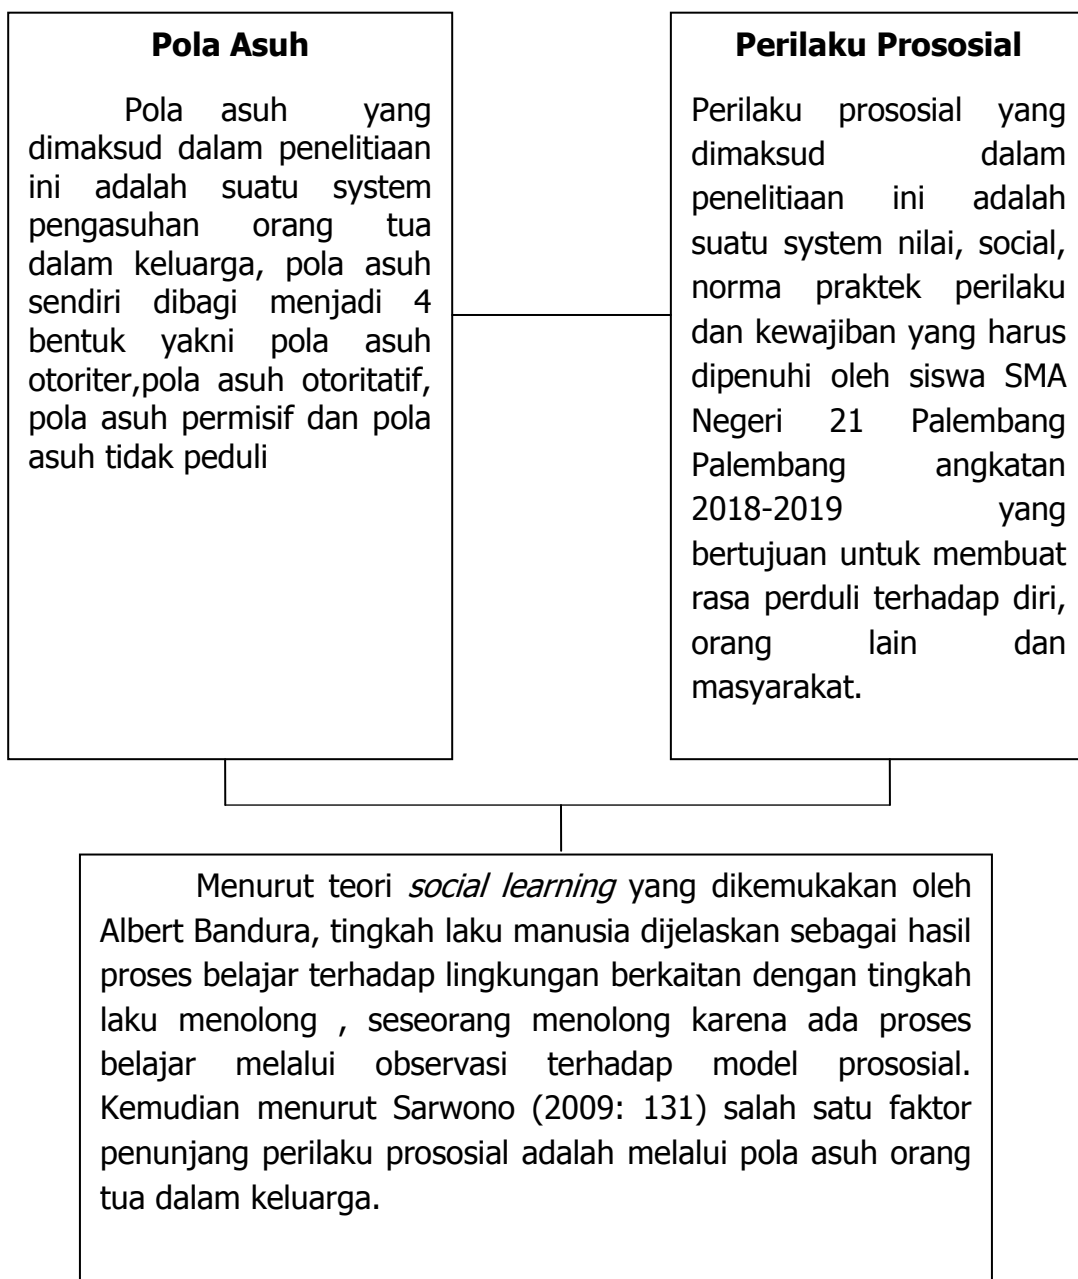 Pola Asuh
Pola asuh yang
dimaksud dalam penelitiaan
ini adalah suatu system
pengasuhan orang tua
dalam keluarga, pola asuh
sendiri dibagi menjadi 4
bentuk yakni pola asuh
otoriter,pola asuh otoritatif,
pola asuh permisif dan pola
asuh tidak peduli
Perilaku Prososial
Perilaku prososial yang
dimaksud dalam
penelitiaan ini adalah
suatu system nilai, social,
norma praktek perilaku
dan kewajiban yang harus
dipenuhi oleh siswa SMA
Negeri 21 Palembang
Palembang angkatan
2018-2019 yang
bertujuan untuk membuat
rasa perduli terhadap diri,
orang lain dan
masyarakat.
Menurut teori social learning yang dikemukakan oleh
Albert Bandura, tingkah laku manusia dijelaskan sebagai hasil
proses belajar terhadap lingkungan berkaitan dengan tingkah
laku menolong , seseorang menolong karena ada proses
belajar melalui observasi terhadap model prososial.
Kemudian menurut Sarwono (2009: 131) salah satu faktor
penunjang perilaku prososial adalah melalui pola asuh orang
tua dalam keluarga.